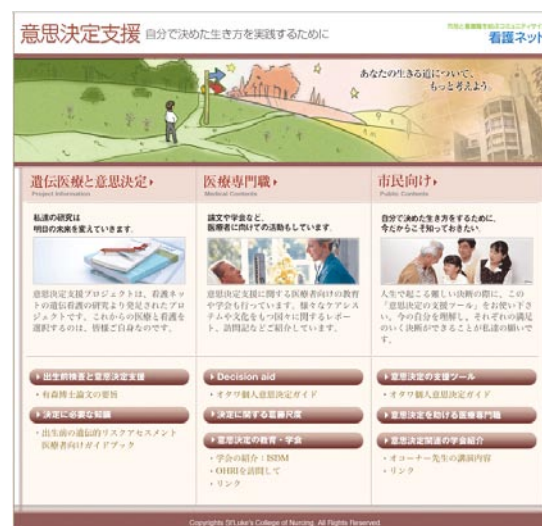 意思決定支援 自分で決めた生き方を実践するために
市民と看護職を結ぶコミュニティサイト
看護ネット
あなたの生きる道について、
もっと考えよう。
遺伝医療と意思決定
Project Information
私達の研究は
明日の未来を変えていきます。
意思決定支援プロジェクトは、看護ネッ
トの遺伝看護の研究より発足されたプロ
ジェクトです。これからの医療と看護を
選択するのは、皆様ご自身なのです。
出生前検査と意思決定支援
・有森博士論文の要旨
決定に必要な知識
・出生前の遺伝的リスクアセスメント
医療者向けガイドブック
医療専門職
Medical Contents
論文や学会など、
医療者に向けての活動もしています。
意思決定支援に関する医療者向けの教育
や学会も行っています。様々なケアシス
テムや文化をもつ国々に関するレポー
ト、訪問記などご紹介しています。
Decision aid
・オタワ個人意思決定ガイド
決定に関する葛藤尺度
意思決定の教育・学会
・学会の紹介：ISDM
・OHRIを訪問して
・リンク
市民向け
Public Contents
自分で決めた生き方をするために、
今だからこそ知っておきたい。
人生で起こる難しい決断の際に、この
「意思決定の支援ツール」をお使い下さ
い。今の自分を理解し、それぞれの満足
のいく決断ができることが私達の願いで
す。
意思決定の支援ツール
・オタワ個人意思決定ガイド
意思決定を助ける医療専門職
意思決定関連の学会紹介
・オコーナー先生の講演内容
・リンク
Copyrights St'Luke's College of Nursing. All Rights Reserved.